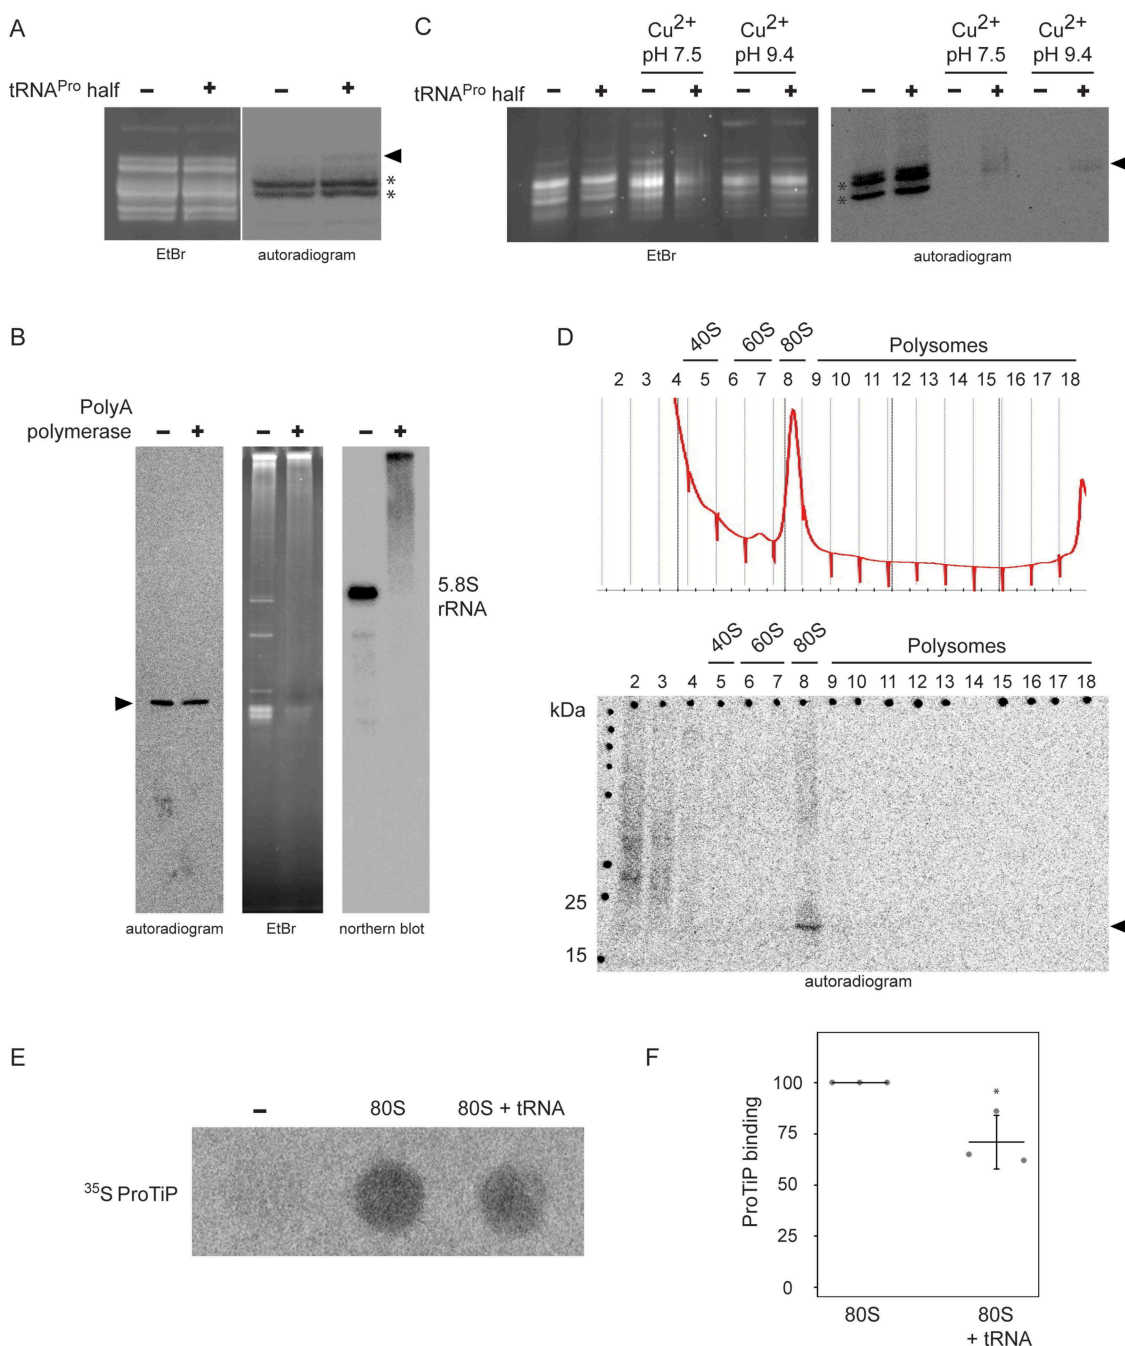 A
tRNAPro half
– + – +
*
*
EtBr autoradiogram
C
Cu2+ pH 7.5
Cu2+ pH 9.4
Cu2+ pH 7.5
Cu2+ pH 9.4
tRNAPro half
– + – + – + – + – + – +
*
*
EtBr autoradiogram
B
PolyA
polymerase
– + – + – +
5.8S
rRNA
autoradiogram EtBr northern blot
D
40S 60S 80S Polysomes
2 3 4 5 6 7 8 9 10 11 12 13 14 15 16 17 18
40S 60S 80S Polysomes
2 3 4 5 6 7 8 9 10 11 12 13 14 15 16 17 18
kDa
25
15
autoradiogram
E
– 80S 80S + tRNA
35S ProTiP
F
ProTiP binding
100
75
50
25
0
*
80S
80S
+ tRNA